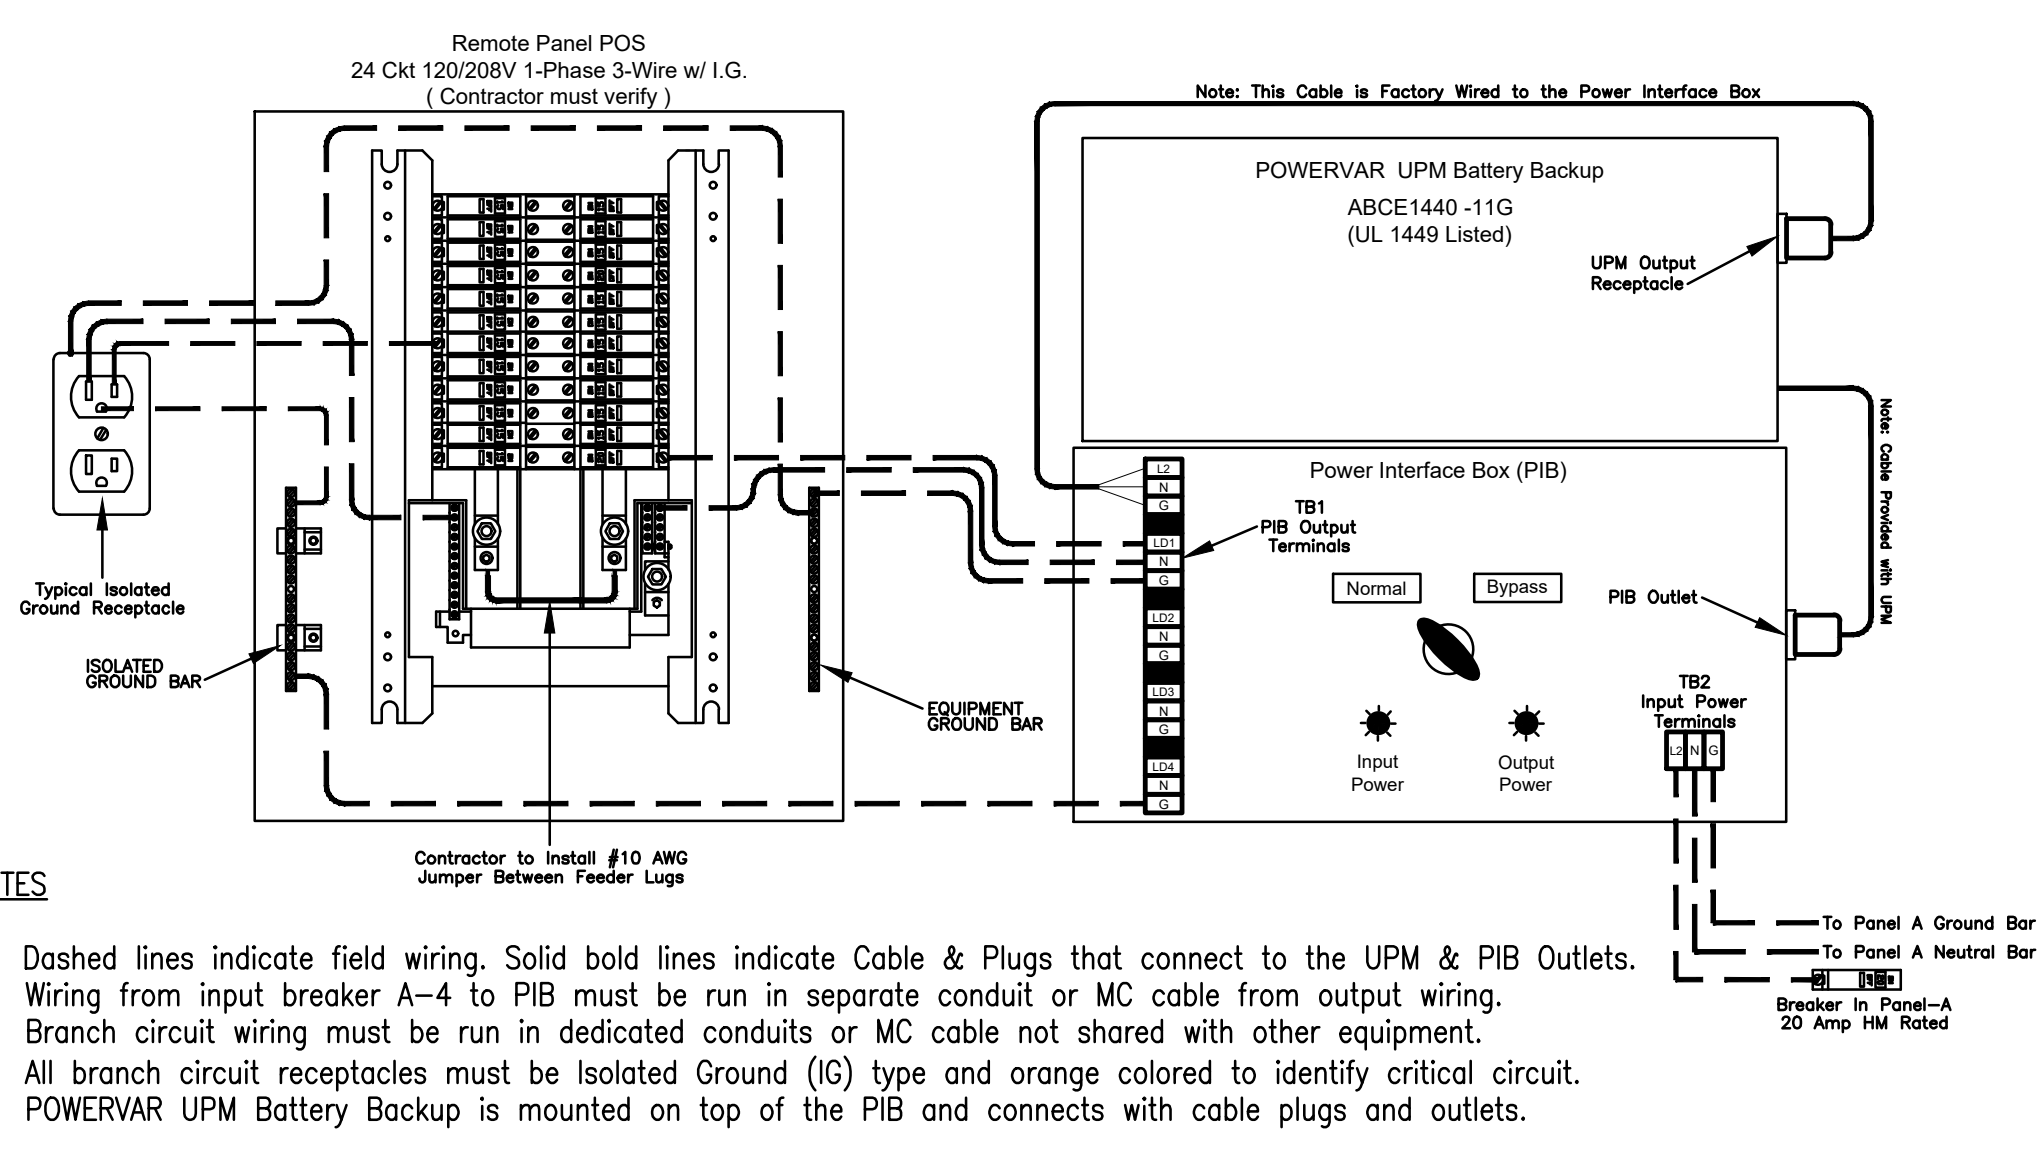 Remote Panel POS
24 Ckt 120/208V 1-Phase 3-Wire w/ I.G.
( Contractor must verify )
Note: This Cable is Factory Wired to the Power Interface Box
POWERVAR UPM Battery Backup
ABCE1440 -11G
(UL 1449 Listed)
UPM Output
Receptacle
Note: Cable Provided with UPM
Power Interface Box (PIB)
TB1
PIB Output
Terminals
L2
N
G
LD1
N
G
LD2
N
G
LD3
N
G
LD4
N
G
Normal
Bypass
PIB Outlet
Input
Power
Output
Power
TB2
Input Power
Terminals
L2 N G
Typical Isolated
Ground Receptacle
ISOLATED
GROUND BAR
EQUIPMENT
GROUND BAR
Contractor to Install #10 AWG
Jumper Between Feeder Lugs
To Panel A Ground Bar
To Panel A Neutral Bar
Breaker In Panel-A
20 Amp HM Rated
TES
Dashed lines indicate field wiring. Solid bold lines indicate Cable & Plugs that connect to the UPM & PIB Outlets.
Wiring from input breaker A-4 to PIB must be run in separate conduit or MC cable from output wiring.
Branch circuit wiring must be run in dedicated conduits or MC cable not shared with other equipment.
All branch circuit receptacles must be Isolated Ground (IG) type and orange colored to identify critical circuit.
POWERVAR UPM Battery Backup is mounted on top of the PIB and connects with cable plugs and outlets.